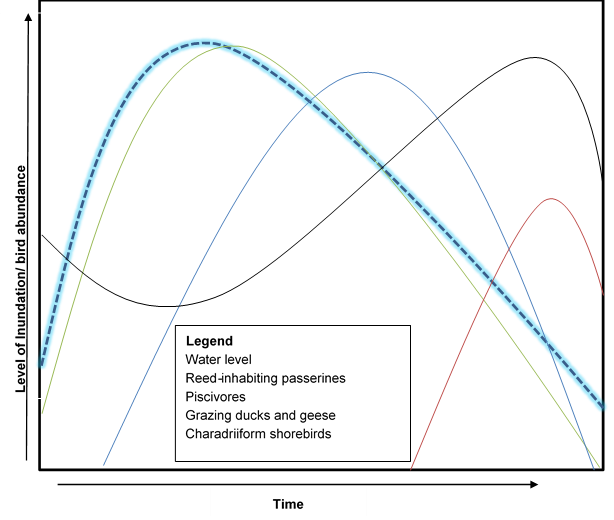 Level of Inundation/ bird abundance
Legend
Water level
Reed-inhabiting passerines
Piscivores
Grazing ducks and geese
Charadriiform shorebirds
Time